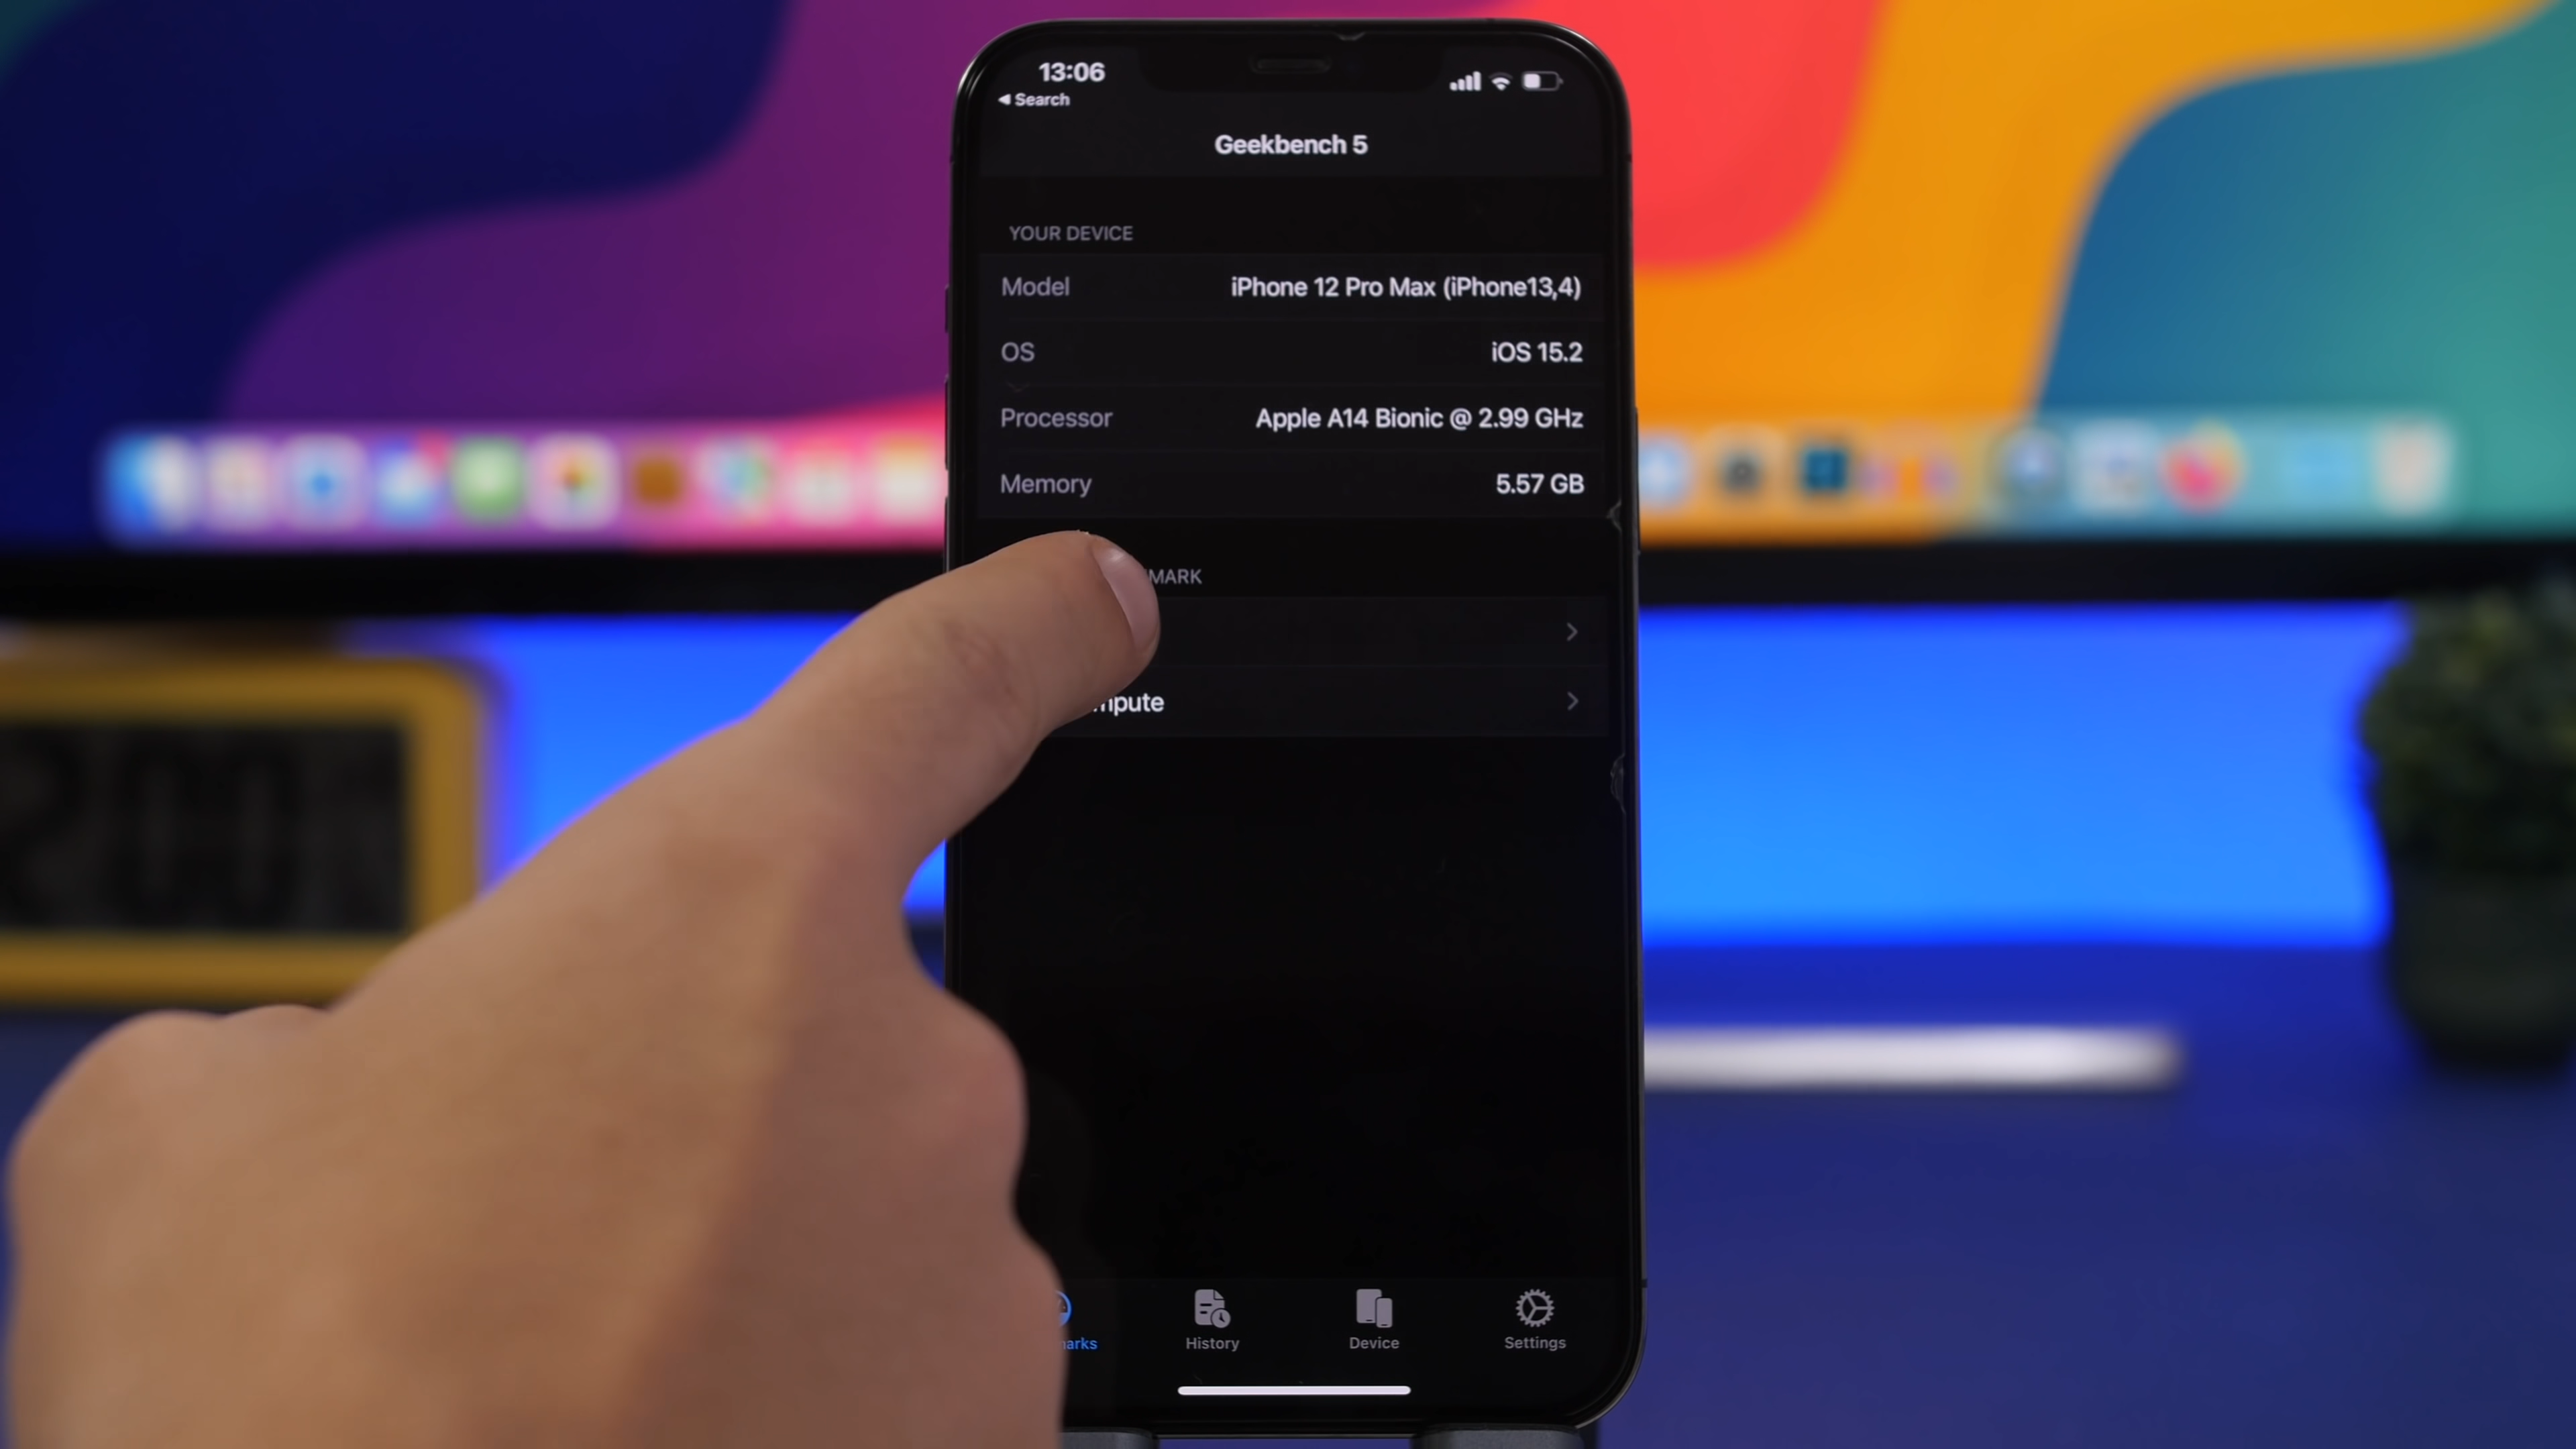 13:06
◀ Search
Geekbench 5
YOUR DEVICE
Model iPhone 12 Pro Max (iPhone13,4)
OS iOS 15.2
Processor Apple A14 Bionic @ 2.99 GHz
Memory 5.57 GB
MARK
mpute
arks History Device Settings